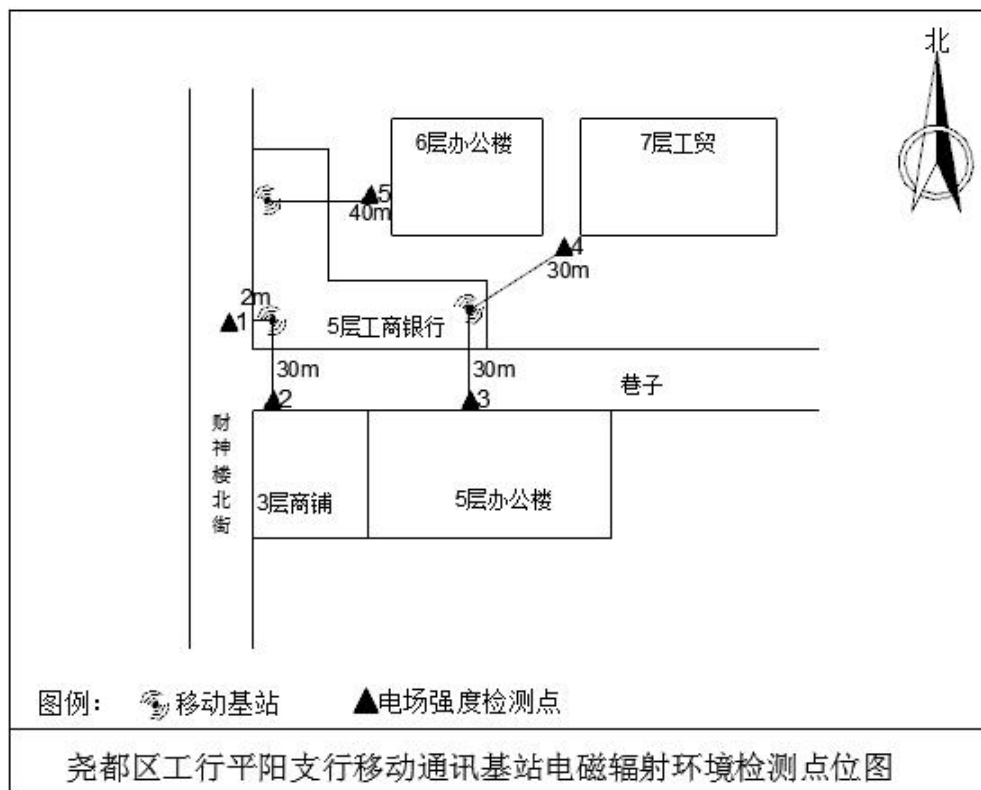 北
6层办公楼
7层工贸
5
40m
4
30m
2m
1
5层工商银行
30m
30m
巷子
2
3
财神楼北街
3层商铺
5层办公楼
图例：
移动基站
电场强度检测点
尧都区工行平阳支行移动通讯基站电磁辐射环境检测点位图